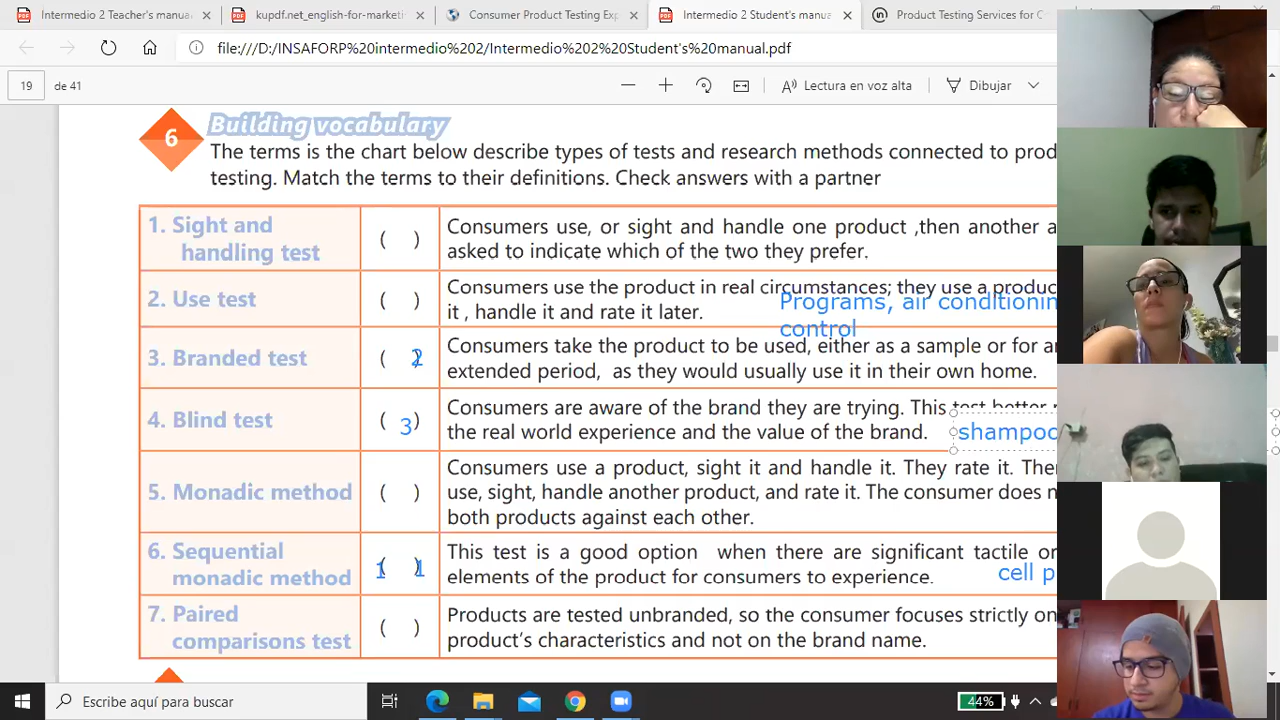 Intermedio 2 Teacher's manua
kupdf.net_english-for-marketi
Consumer Product Testing Exp
Intermedio 2 Student's manua
Product Testing Services for C
file:///D:/INSAFORP%20intermedio%202/Intermedio%202%20Student's%20manual.pdf
19 de 41
Lectura en voz alta
Dibujar
6 Building vocabulary
The terms is the chart below describe types of tests and research methods connected to prod
testing. Match the terms to their definitions. Check answers with a partner
1. Sight and
handling test
( )
Consumers use, or sight and handle one product ,then another a
asked to indicate which of the two they prefer.
2. Use test
( )
Consumers use the product in real circumstances; they use a produc
it , handle it and rate it later.
Programs, air conditionin
control
3. Branded test
( 2)
Consumers take the product to be used, either as a sample or for an
extended period, as they would usually use it in their own home.
4. Blind test
( 3)
Consumers are aware of the brand they are trying. This test better r
the real world experience and the value of the brand.
shampoo
5. Monadic method
( )
Consumers use a product, sight it and handle it. They rate it. The
use, sight, handle another product, and rate it. The consumer does n
both products against each other.
6. Sequential
monadic method
1( 1)
This test is a good option when there are significant tactile or
elements of the product for consumers to experience.
cell p
7. Paired
comparisons test
( )
Products are tested unbranded, so the consumer focuses strictly on
product's characteristics and not on the brand name.
Escribe aquí para buscar
44%